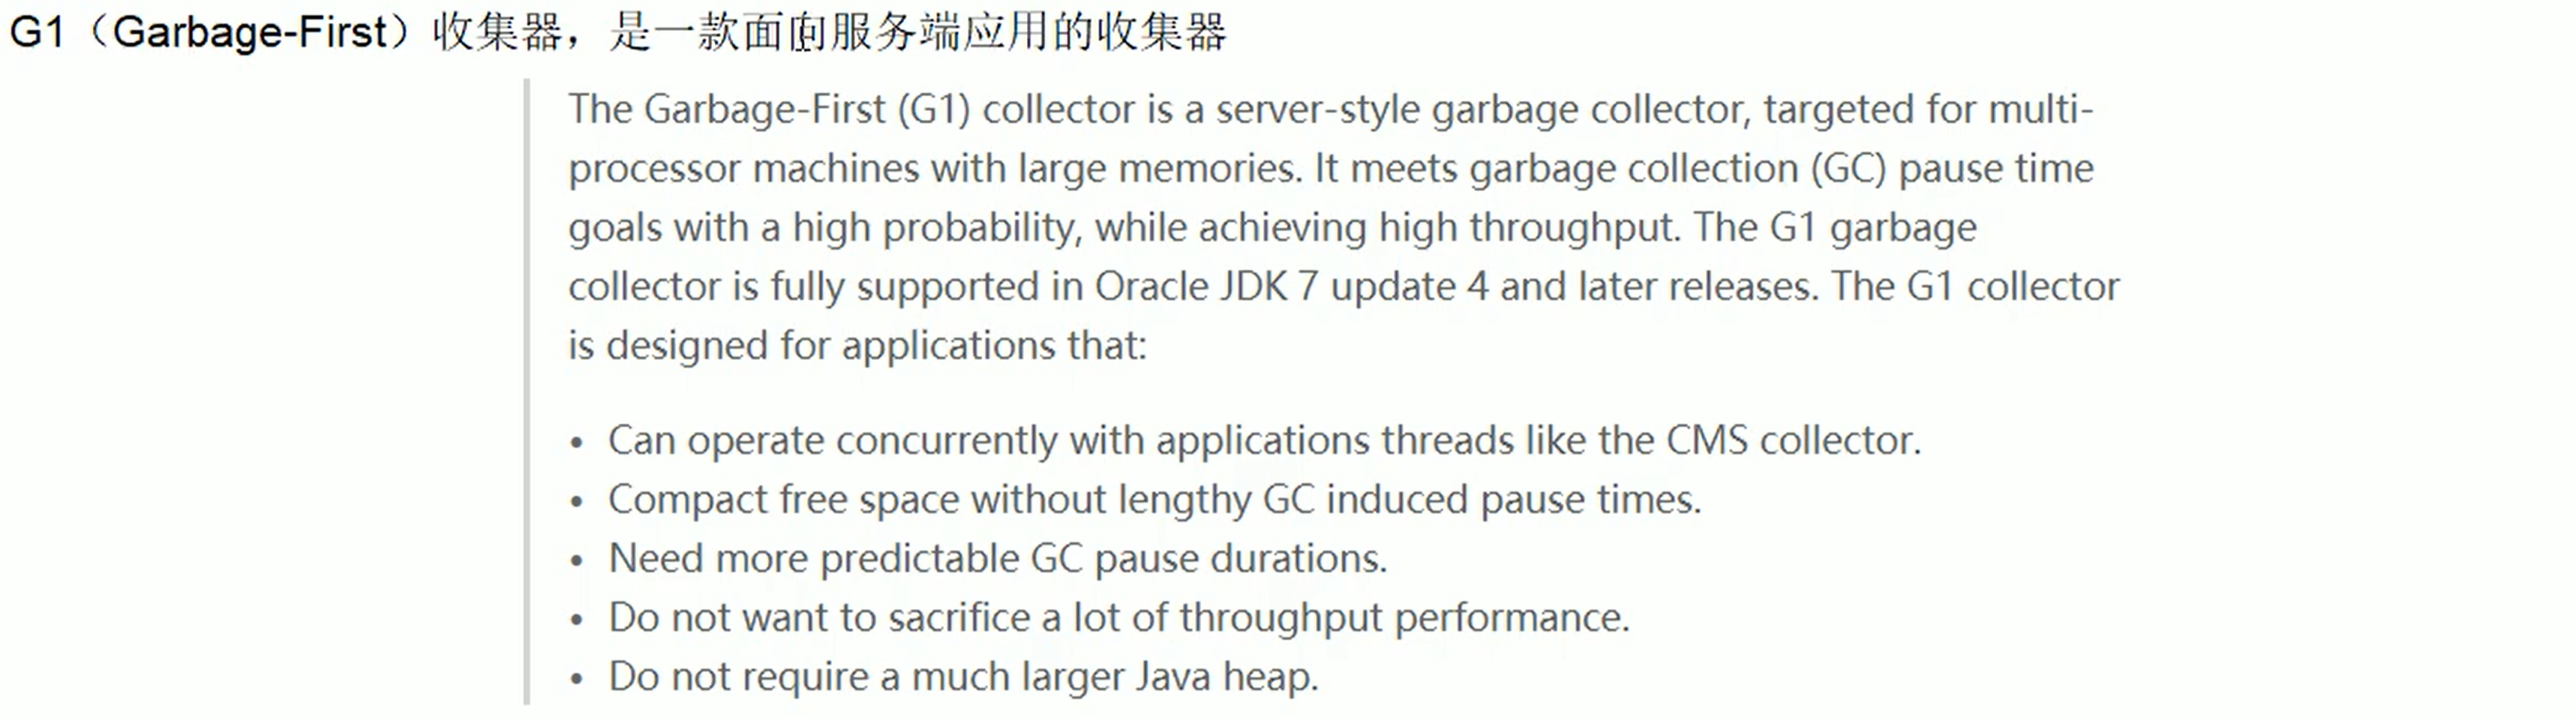 G1（Garbage-First）收集器，是一款面向服务端应用的收集器
The Garbage-First (G1) collector is a server-style garbage collector, targeted for multi-
processor machines with large memories. It meets garbage collection (GC) pause time
goals with a high probability, while achieving high throughput. The G1 garbage
collector is fully supported in Oracle JDK 7 update 4 and later releases. The G1 collector
is designed for applications that:
• Can operate concurrently with applications threads like the CMS collector.
• Compact free space without lengthy GC induced pause times.
• Need more predictable GC pause durations.
• Do not want to sacrifice a lot of throughput performance.
• Do not require a much larger Java heap.